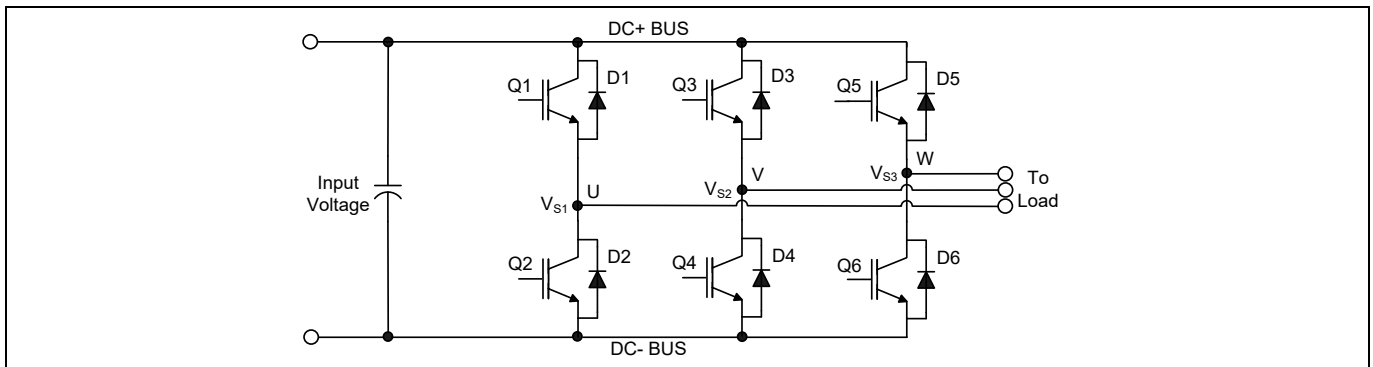 DC+ BUS
Q1
D1
Q3
D3
Q5
D5
Input
Voltage
VS1
U
VS2
V
VS3
W
To
Load
Q2
D2
Q4
D4
Q6
D6
DC- BUS